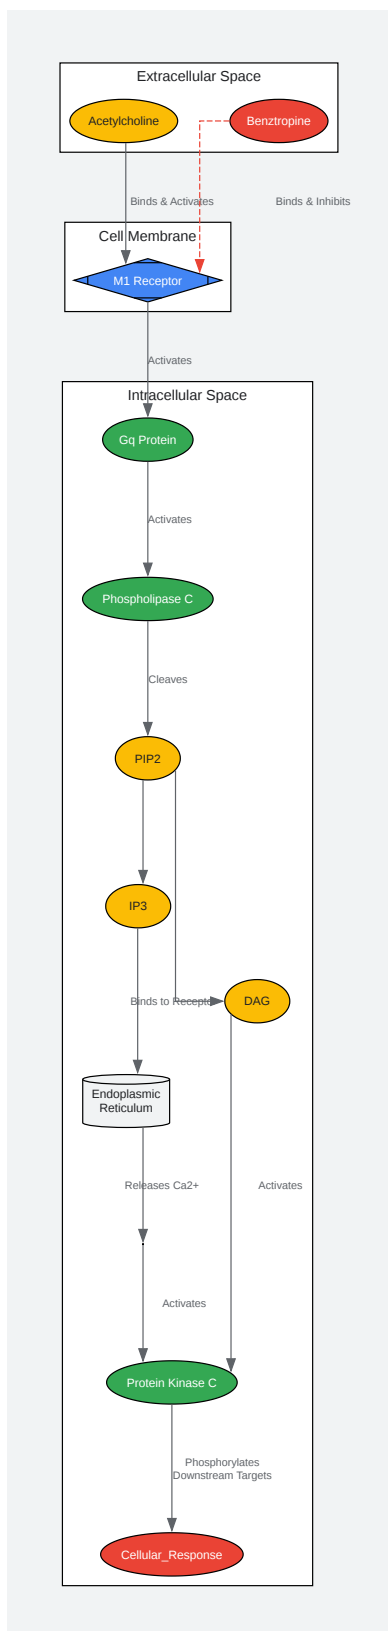 Extracellular Space
Acetylcholine
Benztropine
Binds & Activates
Binds & Inhibits
Cell Membrane
M1 Receptor
Activates
Intracellular Space
Gq Protein
Activates
Phospholipase C
Cleaves
PIP2
IP3
Binds to Receptor
DAG
Endoplasmic
Reticulum
Releases Ca2+
Activates
Activates
Protein Kinase C
Phosphorylates
Downstream Targets
Cellular_Response